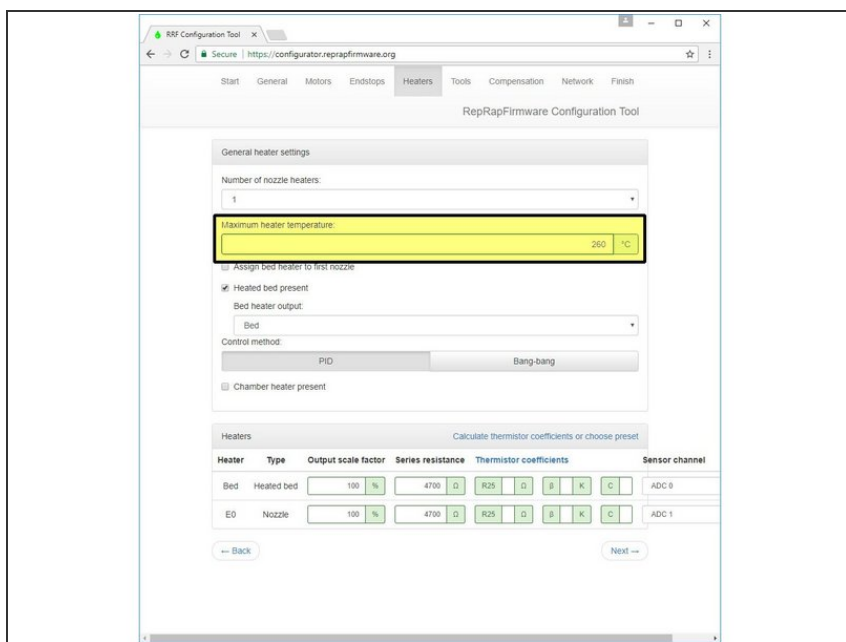 RRF Configuration Tool
Secure https://configurator.reprapfirmware.org
Start General Motors Endstops Heaters Tools Compensation Network Finish
RepRapFirmware Configuration Tool
General heater settings
Number of nozzle heaters:
1
Maximum heater temperature:
260 °C
Assign bed heater to first nozzle
Heated bed present
Bed heater output:
Bed
Control method:
PID Bang-bang
Chamber heater present
Heaters Calculate thermistor coefficients or choose preset
Heater Type Output scale factor Series resistance Thermistor coefficients Sensor channel
Bed Heated bed 100 % 4700 Ω R25 Ω β K C ADC 0
E0 Nozzle 100 % 4700 Ω R25 Ω β K C ADC 1
← Back Next →